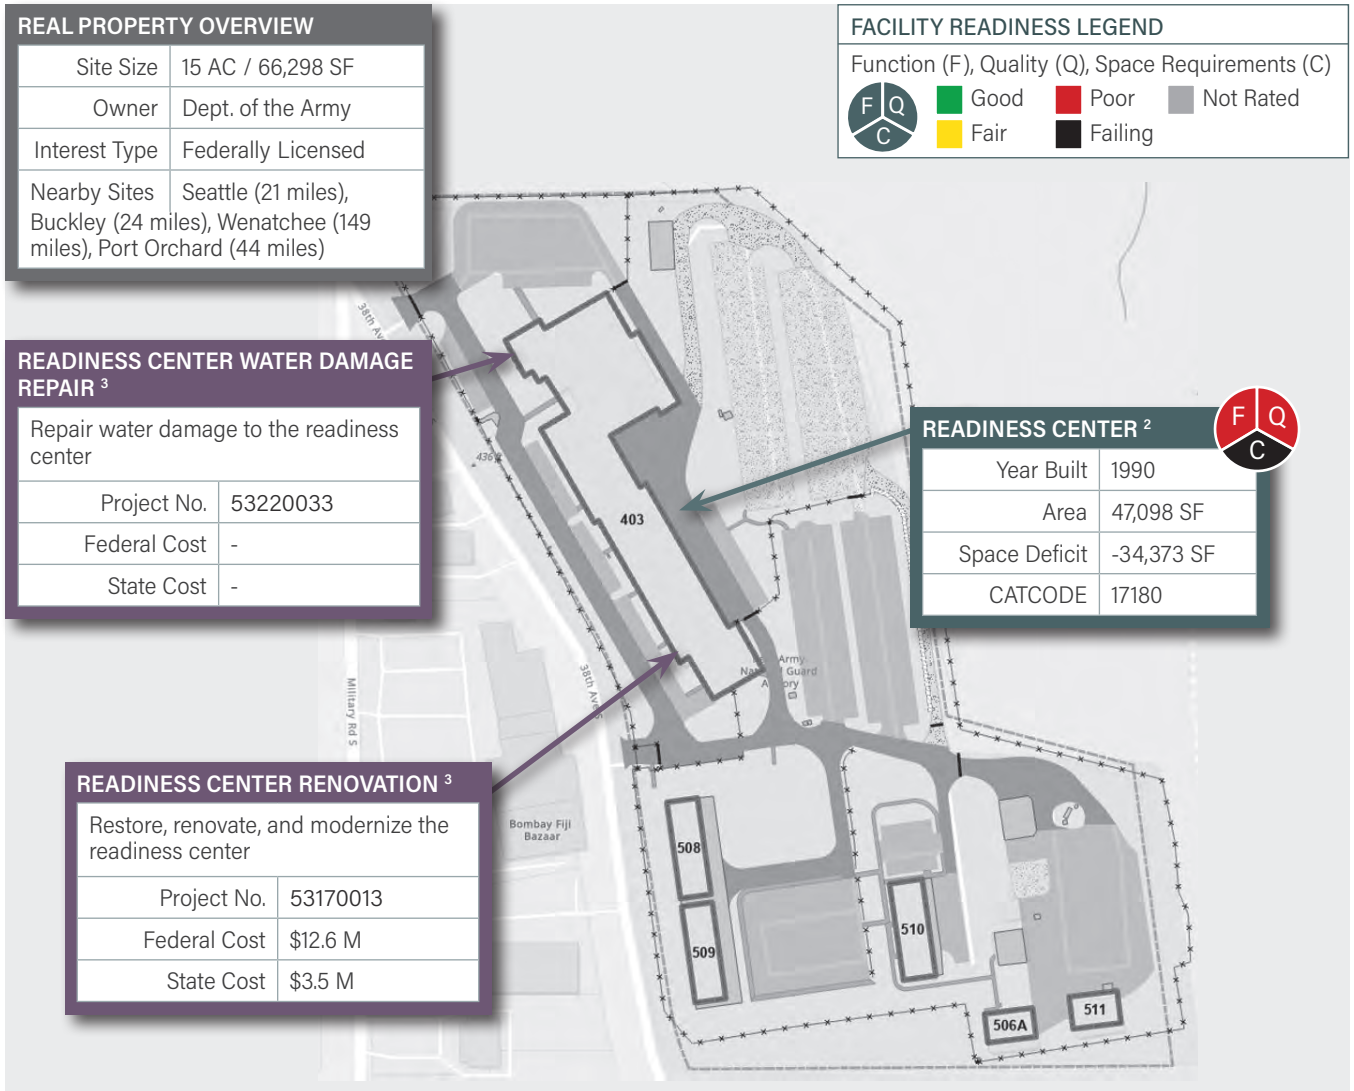 REAL PROPERTY OVERVIEW
Site Size 15 AC / 66,298 SF
Owner Dept. of the Army
Interest Type Federally Licensed
Nearby Sites Seattle (21 miles),
Buckley (24 miles), Wenatchee (149
miles), Port Orchard (44 miles)
FACILITY READINESS LEGEND
Function (F), Quality (Q), Space Requirements (C)
F Q C
Good Poor Not Rated
Fair Failing
READINESS CENTER WATER DAMAGE
REPAIR 3
Repair water damage to the readiness
center
Project No. 53220033
Federal Cost -
State Cost -
READINESS CENTER 2
F Q C
Year Built 1990
Area 47,098 SF
Space Deficit -34,373 SF
CATCODE 17180
READINESS CENTER RENOVATION 3
Restore, renovate, and modernize the
readiness center
Project No. 53170013
Federal Cost $12.6 M
State Cost $3.5 M
38th Av
436
403
Army
Guard
38th Ave S
Military Rd S
Bombay Fiji
Bazaar
508
509
510
506A
511